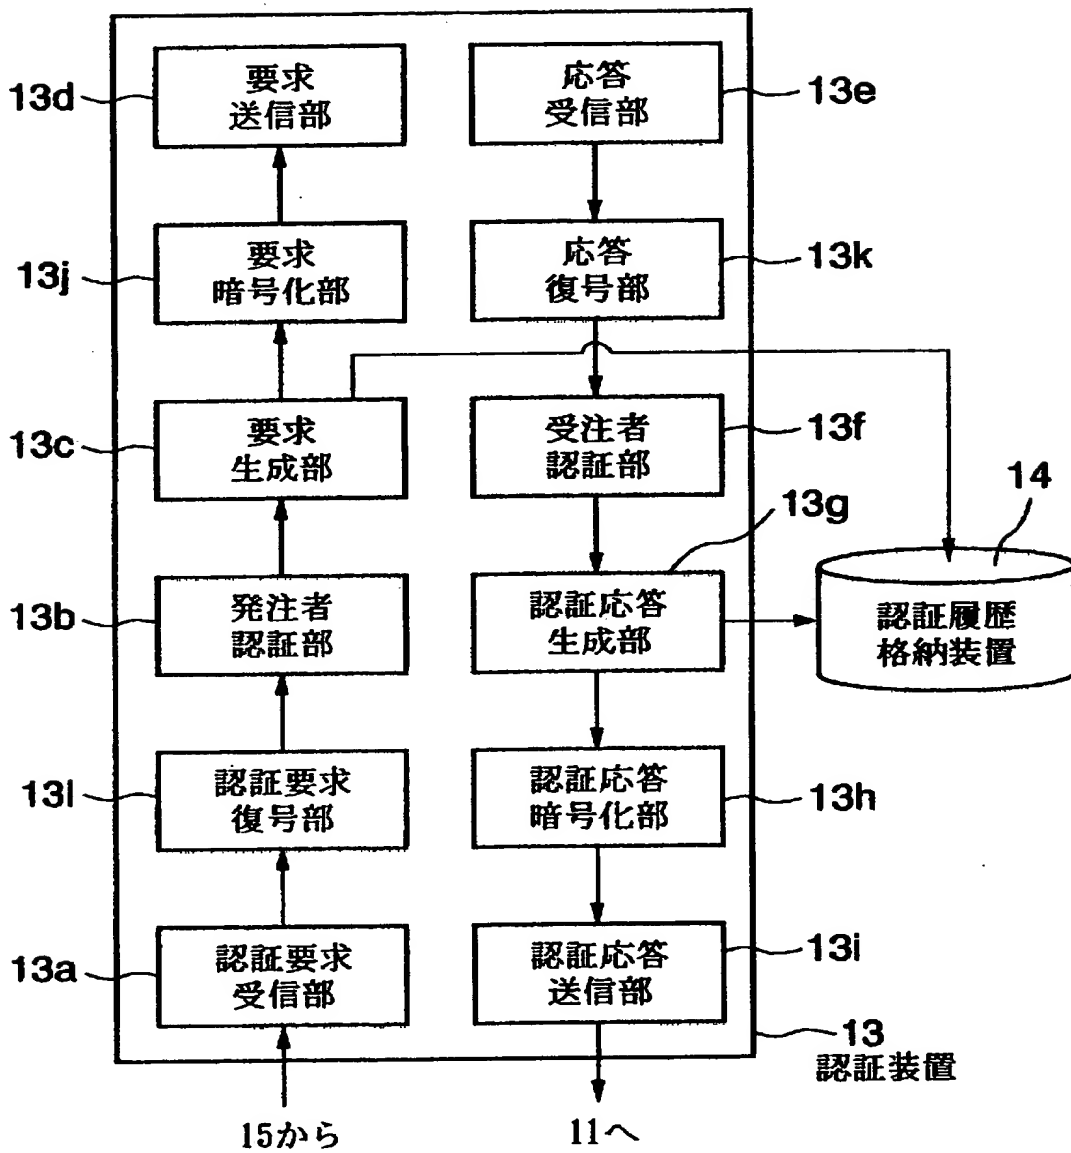 13d
要求
送信部
応答
受信部
13e
13j
要求
暗号化部
応答
復号部
13k
13c
要求
生成部
受注者
認証部
13f
13g
14
13b
発注者
認証部
認証応答
生成部
認証履歴
格納装置
13l
認証要求
復号部
認証応答
暗号化部
13h
13a
認証要求
受信部
認証応答
送信部
13i
13
認証装置
15から
11へ